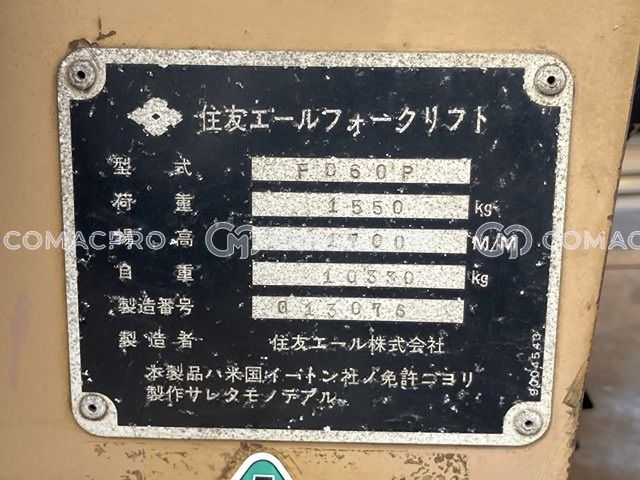 住友エールフォークリフト
型式 FD60P
荷重 1550 kg
揚高 1700 M/M
自重 10330 kg
製造番号 G13076
製造者 住友エール株式会社
本製品ハ米国イートン社ノ免許ニヨリ
製作サレタモノデアル
COMACPRO COMACPRO COMACPRO